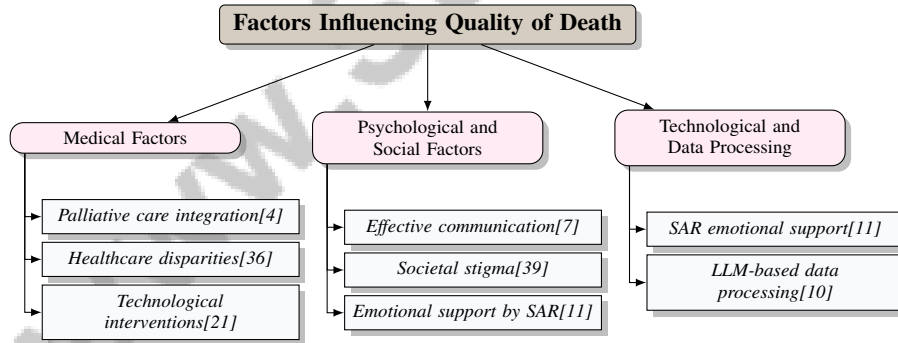 Factors Influencing Quality of Death
Medical Factors
Palliative care integration[4]
Healthcare disparities[36]
Technological
interventions[21]
Psychological and
Social Factors
Effective communication[7]
Societal stigma[39]
Emotional support by SAR[11]
Technological and
Data Processing
SAR emotional support[11]
LLM-based data
processing[10]